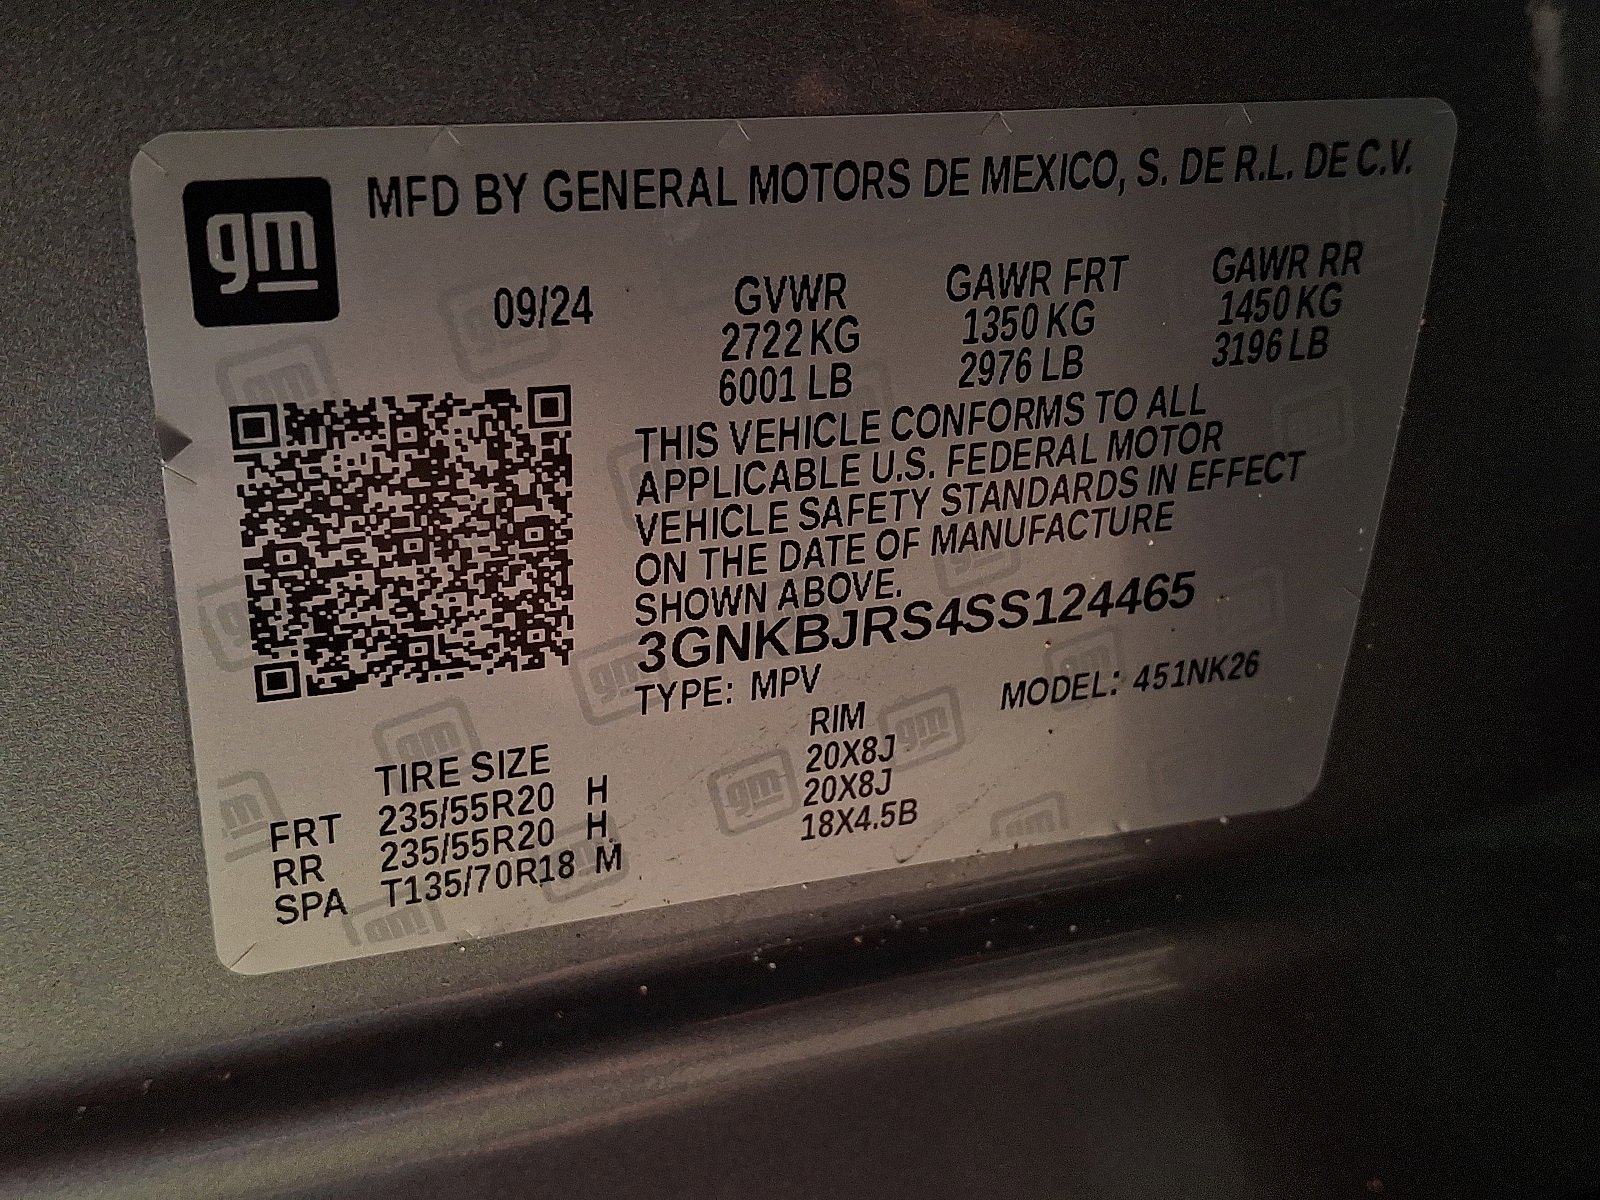 gm
MFD BY GENERAL MOTORS DE MEXICO, S. DE R.L. DE C.V.
09/24 GVWR GAWR FRT GAWR RR
2722 KG 1350 KG 1450 KG
6001 LB 2976 LB 3196 LB
THIS VEHICLE CONFORMS TO ALL
APPLICABLE U.S. FEDERAL MOTOR
VEHICLE SAFETY STANDARDS IN EFFECT
ON THE DATE OF MANUFACTURE
SHOWN ABOVE.
3GNKBJRS4SS124465
TYPE: MPV MODEL: 451NK26
TIRE SIZE RIM
FRT 235/55R20 H 20X8J
RR 235/55R20 H 20X8J
SPA T135/70R18 M 18X4.5B